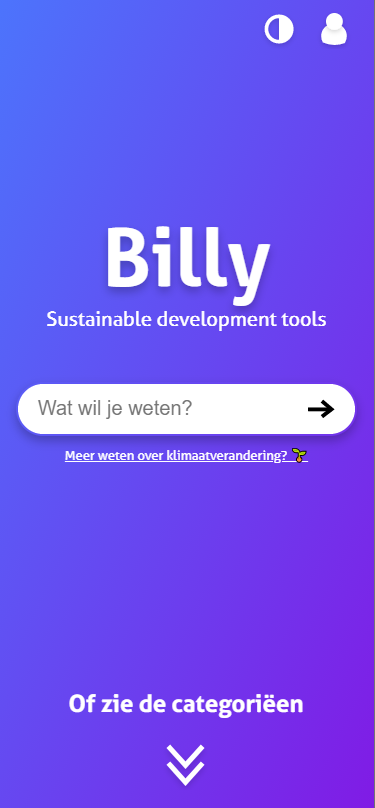 Billy
Sustainable development tools
Wat wil je weten?
Meer weten over klimaatverandering? 🌱
Of zie de categorieën